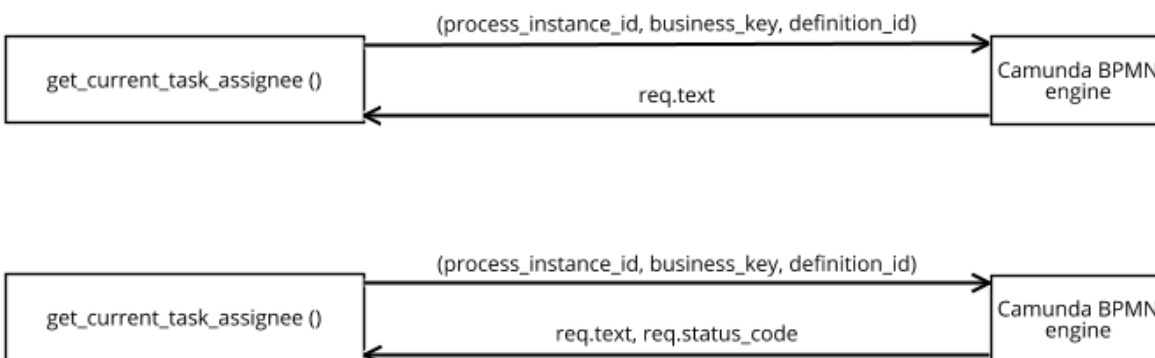 (process_instance_id, business_key, definition_id)
get_current_task_assignee ()
Camunda BPMN
engine
req.text
(process_instance_id, business_key, definition_id)
get_current_task_assignee ()
Camunda BPMN
engine
req.text, req.status_code